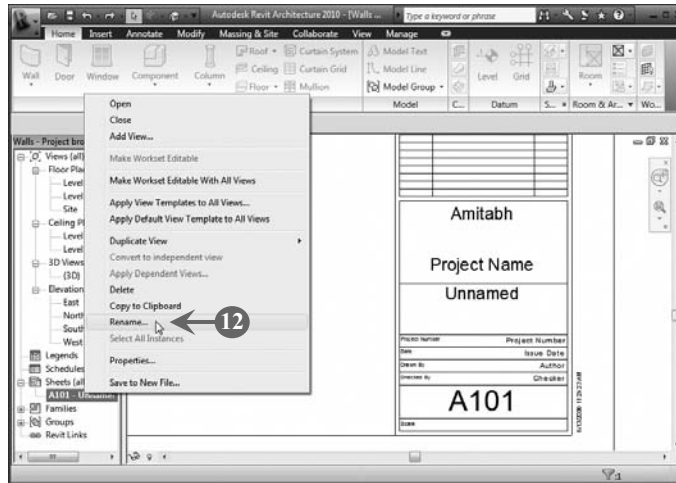 Autodesk Revit Architecture 2010 - [Walls ...
Type a keyword or phrase
Home Insert Annotate Modify Massing & Site Collaborate View Manage
Wall Door Window Component Column
Roof Curtain System
Ceiling Curtain Grid
Floor Mullion
Model Text
Model Line
Model Group
Level Grid
Room
Model C... Datum S... Room & Ar... Wo...
Walls - Project bro
Views (all)
Floor Pla
Level
Level
Site
Ceiling Pl
Level
Level
3D Views
{3D}
Elevation
East
North
South
West
Legends
Schedules
Sheets (all
A101 - Unnamed
Families
Groups
Revit Links
Open
Close
Add View...
Make Workset Editable
Make Workset Editable With All Views
Apply View Templates to All Views...
Apply Default View Template to All Views
Duplicate View
Convert to independent view
Apply Dependent Views...
Delete
Copy to Clipboard
Rename...
12
Select All Instances
Properties...
Save to New File...
Amitabh
Project Name
Unnamed
Project Number Project Number
Date Issue Date
Drawn By Author
Checked By Checker
A101
Scale
:1